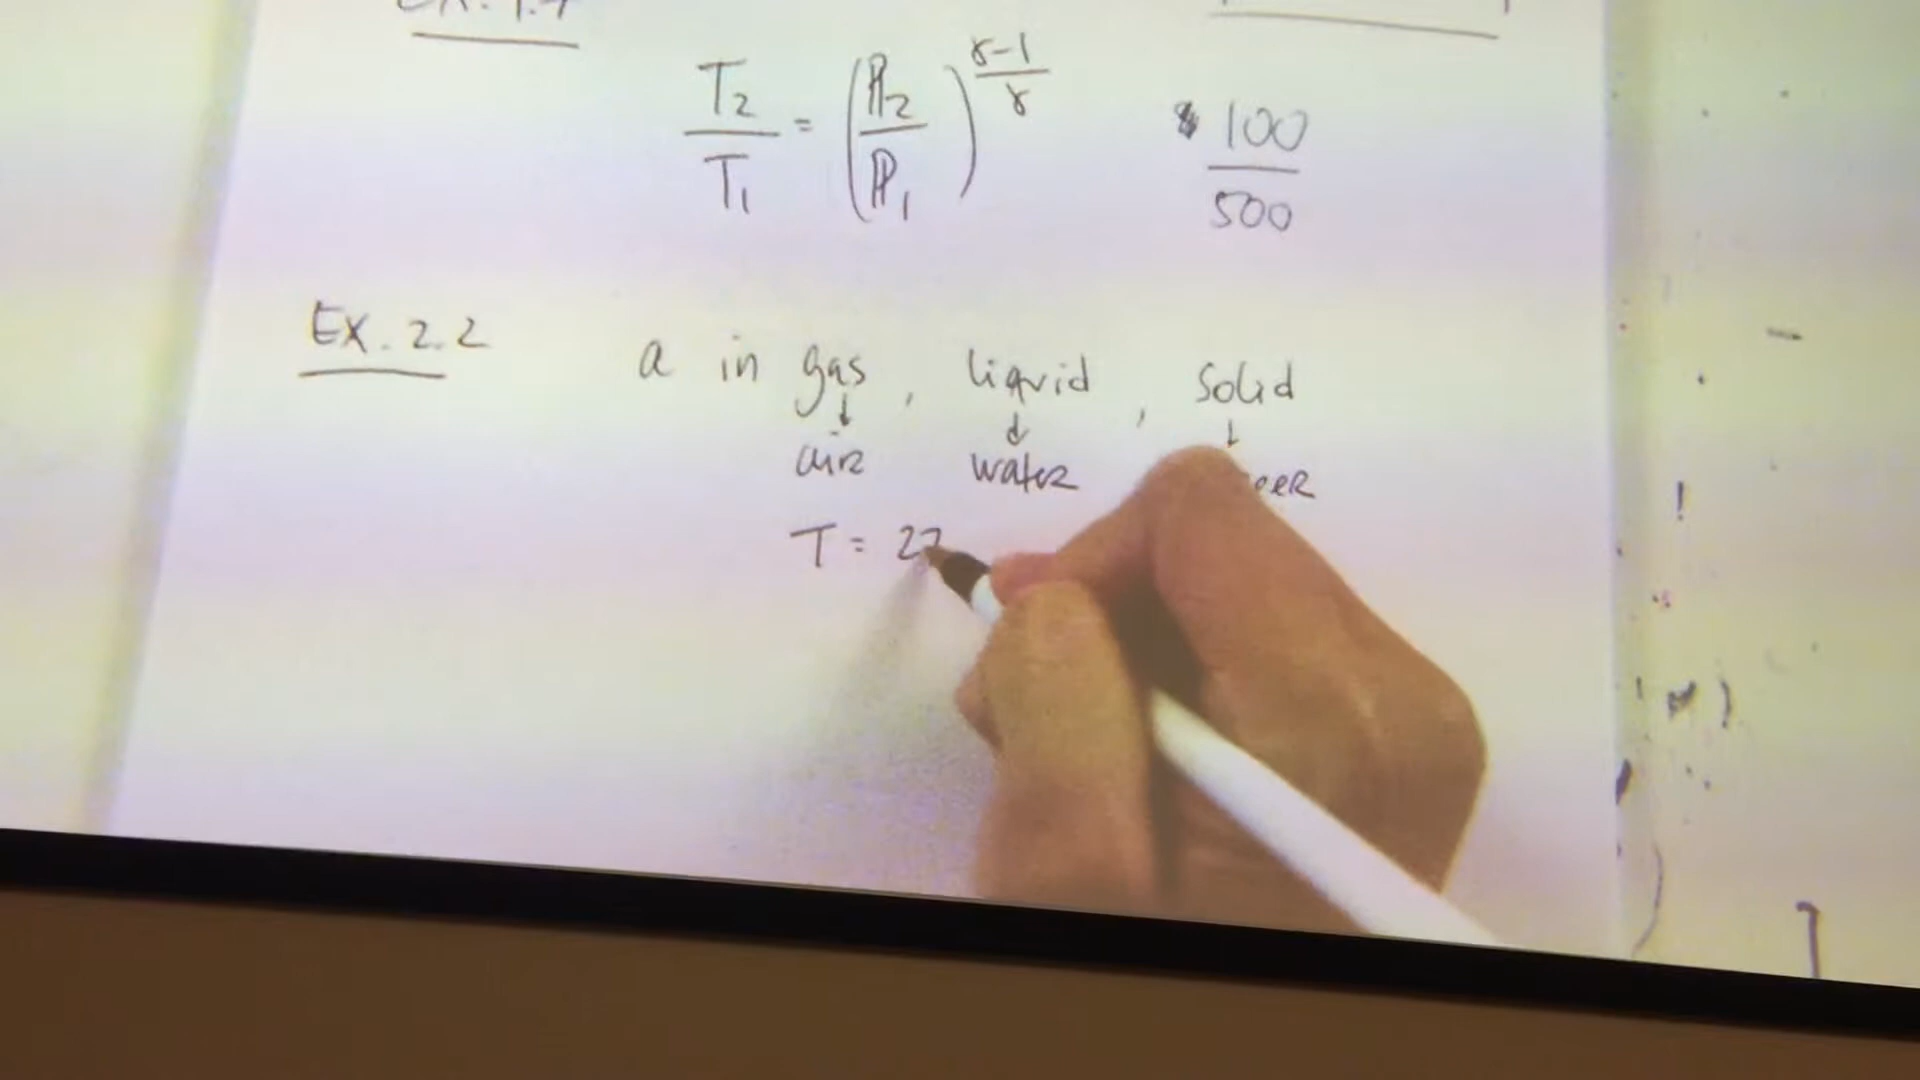 T2/T1 = (P2/P1)^((γ-1)/γ)
100/500
Ex. 2.2 a in gas, liquid, solid
↓ ↓ ↓
air water
T = 27